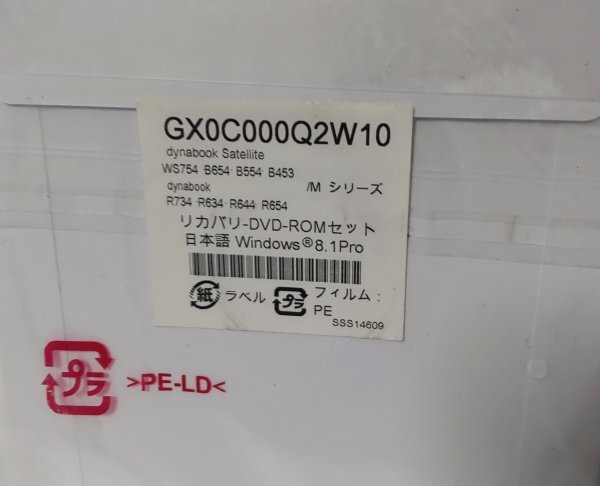 GX0C000Q2W10
dynabook Satellite
WS754･B654･B554･B453
dynabook /M シリーズ
R734･R634･R644･R654
リカバリ-DVD-ROMセット
日本語 Windows®8.1Pro
紙 ラベル プラ フィルム：
PE
SSS14609
プラ >PE-LD<